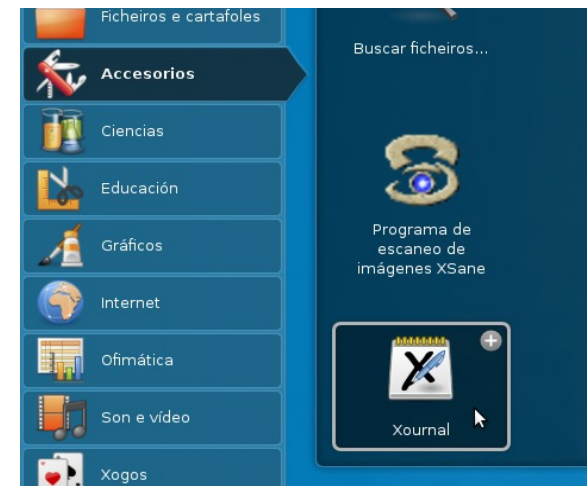 Ficheiros e cartafoles
Accesorios
Ciencias
Educación
Gráficos
Internet
Ofimática
Son e vídeo
Xogos
Buscar ficheiros...
Programa de
escaneo de
imágenes XSane
Xournal